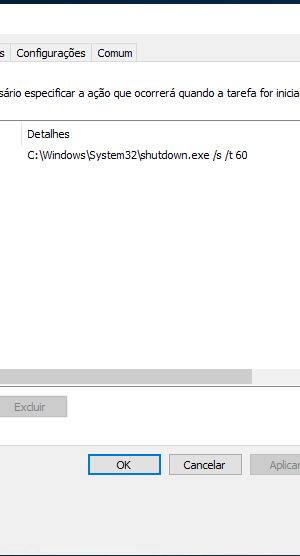 s Configurações Comum
sário especificar a ação que ocorrerá quando a tarefa for inicia
Detalhes
C:\Windows\System32\shutdown.exe /s /t 60
Excluir
OK Cancelar Aplicar